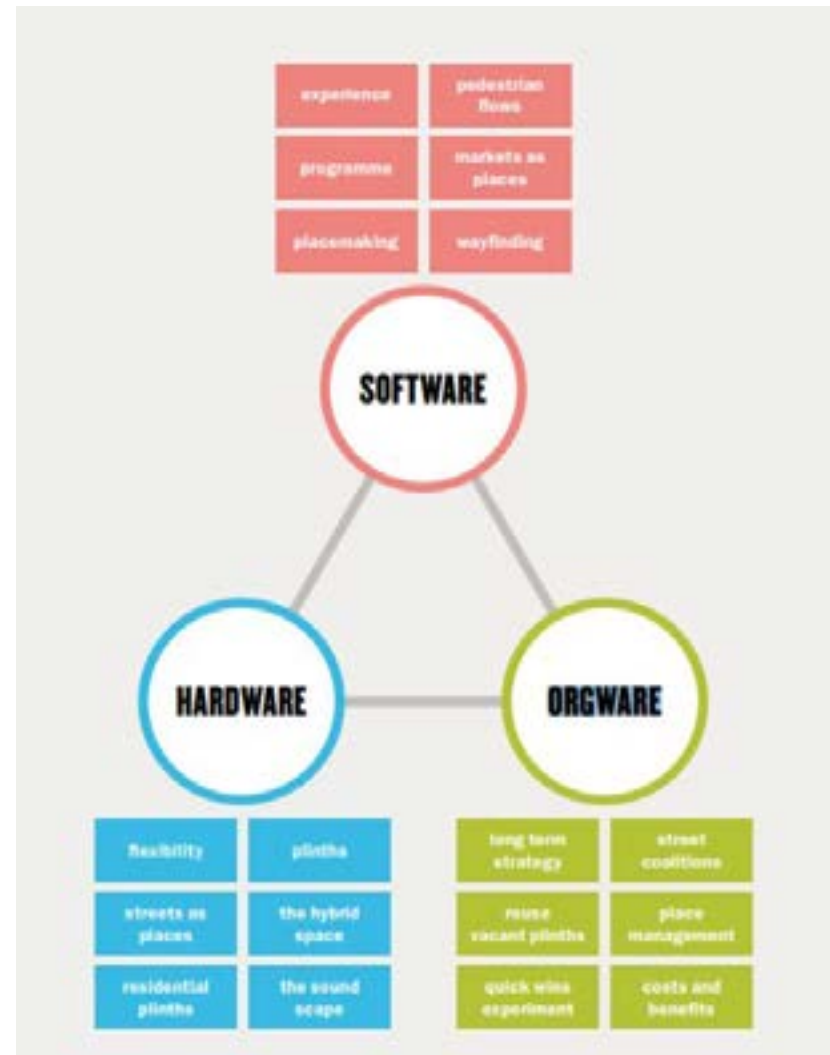 experience
pedestrian
flows
programme
markets as
places
placemaking
wayfinding
SOFTWARE
HARDWARE
ORGWARE
flexibility
plinths
streets as
places
the hybrid
space
residential
plinths
the sound
scape
long term
strategy
street
coalitions
reuse
vacant plinths
place
management
quick wins
experiment
costs and
benefits